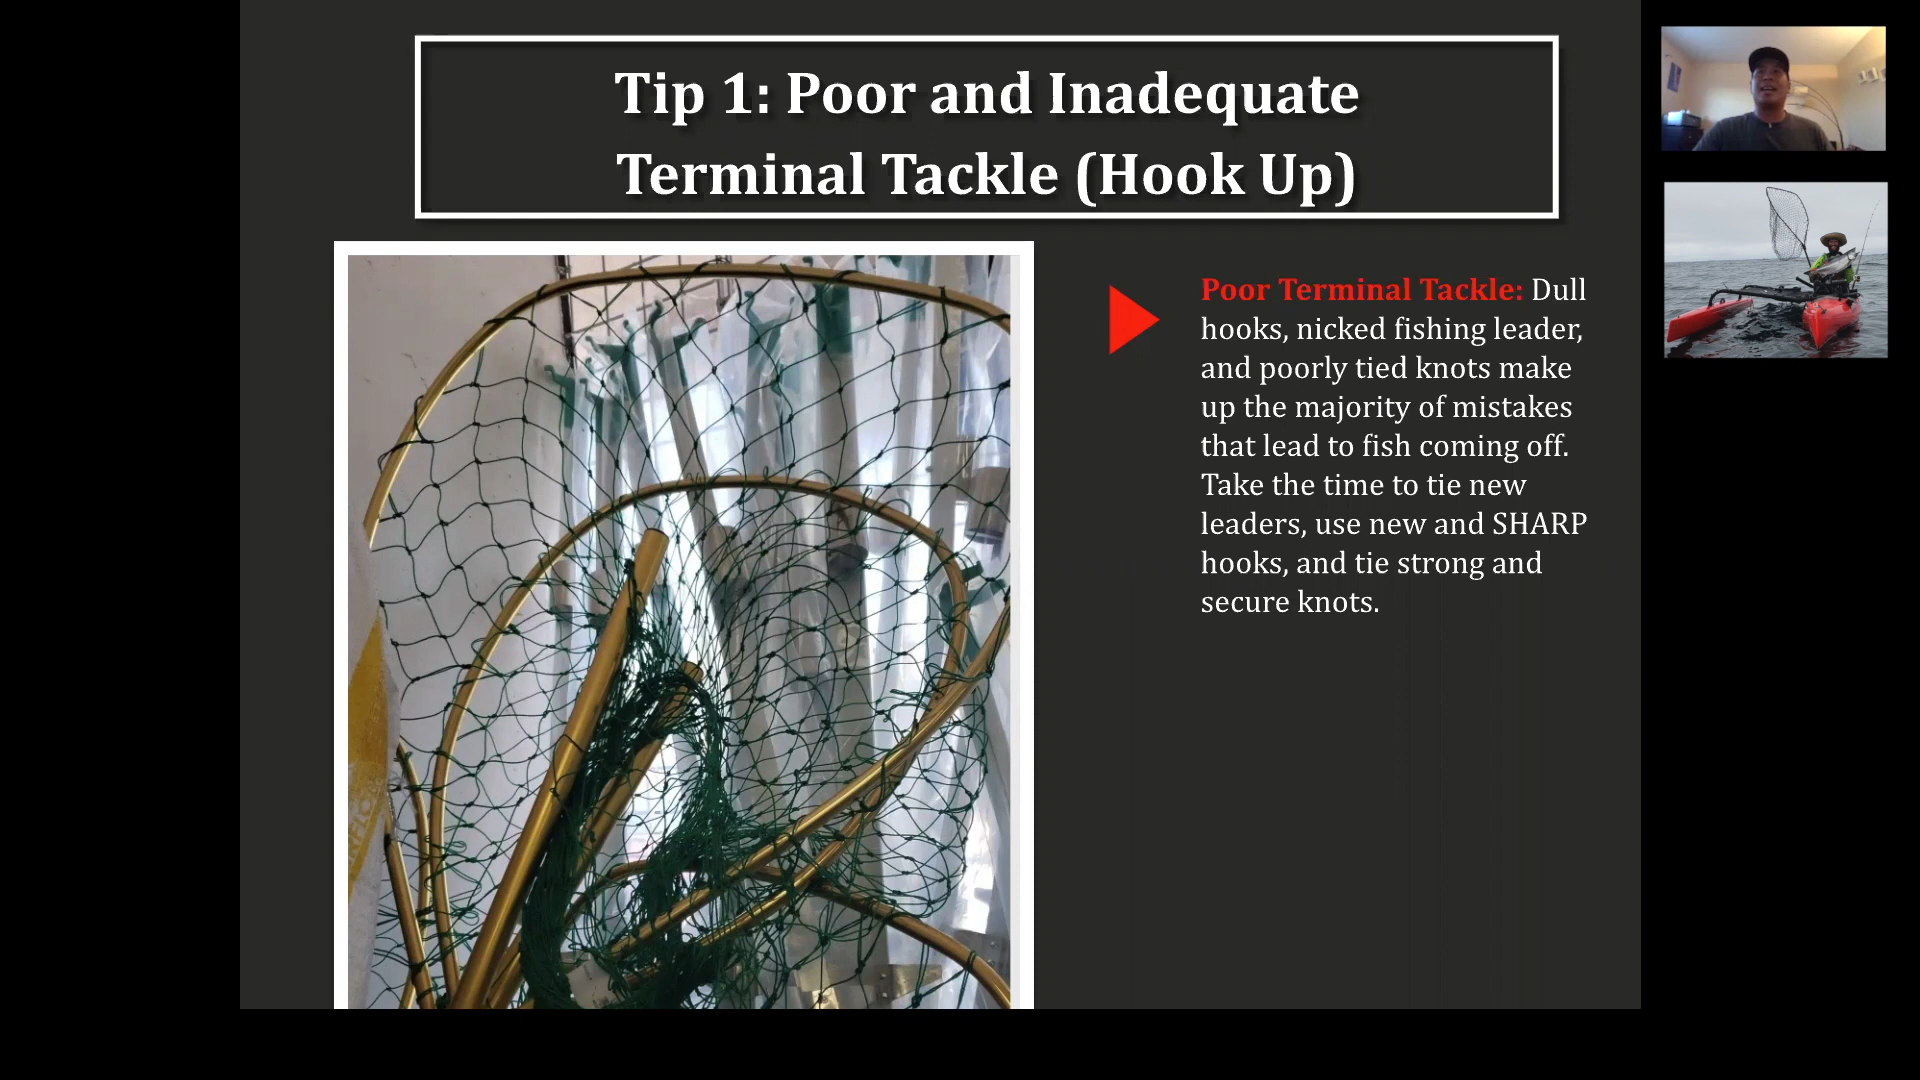 Tip 1: Poor and Inadequate
Terminal Tackle (Hook Up)
Poor Terminal Tackle: Dull
hooks, nicked fishing leader,
and poorly tied knots make
up the majority of mistakes
that lead to fish coming off.
Take the time to tie new
leaders, use new and SHARP
hooks, and tie strong and
secure knots.